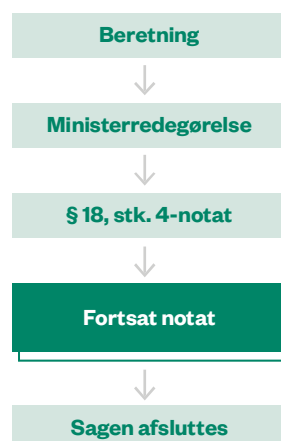 Beretning
Ministerredegørelse
§ 18, stk. 4-notat
Fortsat notat
Sagen afsluttes